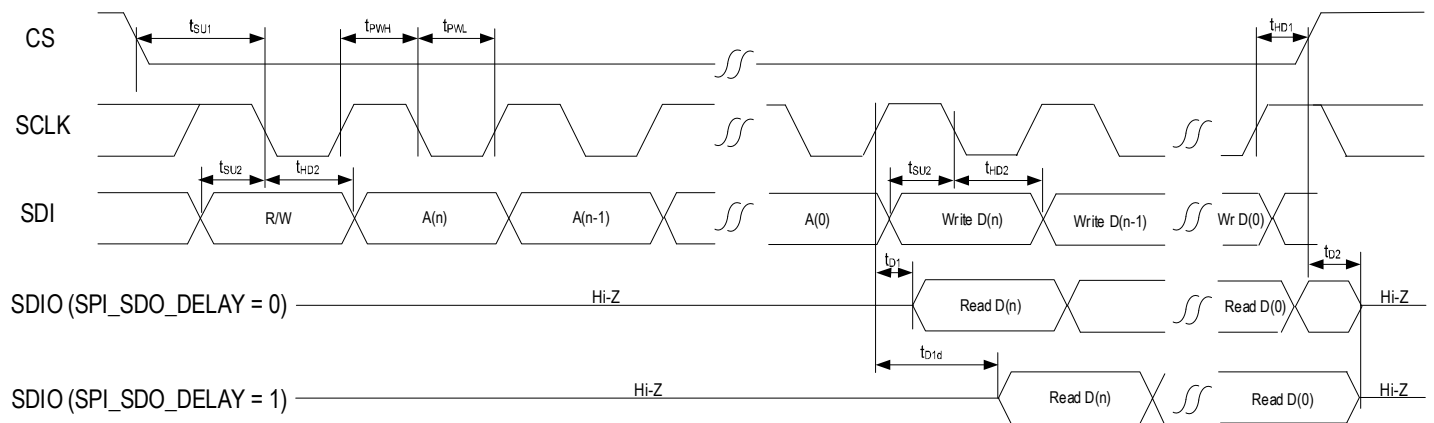 CS
tSU1
tPWH
tPWL
tHD1
SCLK
tSU2
tHD2
tSU2
tHD2
SDI
R/W
A(n)
A(n-1)
A(0)
Write D(n)
Write D(n-1)
Wr D(0)
tD1
tD2
SDIO (SPI_SDO_DELAY = 0)
Hi-Z
Read D(n)
Read D(0)
Hi-Z
tD1d
SDIO (SPI_SDO_DELAY = 1)
Hi-Z
Read D(n)
Read D(0)
Hi-Z